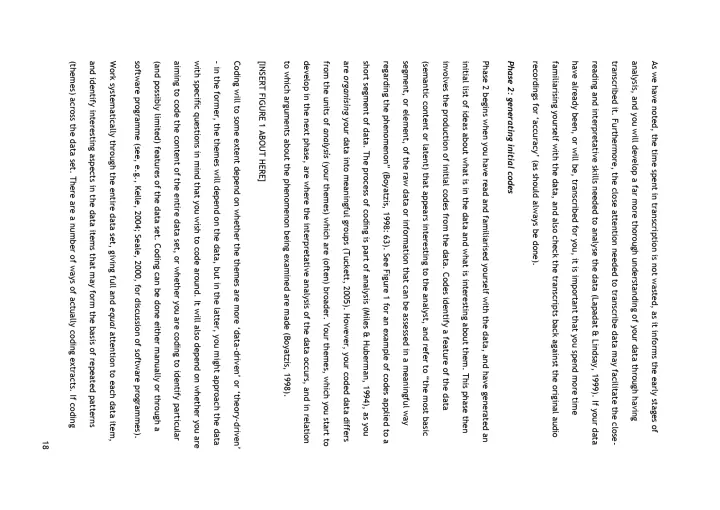 As we have noted, the time spent in transcription is not wasted, as it informs the early stages of
analysis, and you will develop a far more thorough understanding of your data through having
transcribed it. Furthermore, the close attention needed to transcribe data may facilitate the close-
reading and interpretative skills needed to analyse the data (Lapadat & Lindsay, 1999). If your data
have already been, or will be, transcribed for you, it is important that you spend more time
familiarising yourself with the data, and also check the transcripts back against the original audio
recordings for ‘accuracy’ (as should always be done).
Phase 2: generating initial codes
Phase 2 begins when you have read and familiarised yourself with the data, and have generated an
initial list of ideas about what is in the data and what is interesting about them. This phase then
involves the production of initial codes from the data. Codes identify a feature of the data
(semantic content or latent) that appears interesting to the analyst, and refer to “the most basic
segment, or element, of the raw data or information that can be assessed in a meaningful way
regarding the phenomenon” (Boyatzis, 1998: 63). See Figure 1 for an example of codes applied to a
short segment of data. The process of coding is part of analysis (Miles & Huberman, 1994), as you
are organising your data into meaningful groups (Tuckett, 2005). However, your coded data differs
from the units of analysis (your themes) which are (often) broader. Your themes, which you start to
develop in the next phase, are where the interpretative analysis of the data occurs, and in relation
to which arguments about the phenomenon being examined are made (Boyatzis, 1998).
[INSERT FIGURE 1 ABOUT HERE]
Coding will to some extent depend on whether the themes are more ‘data-driven’ or ‘theory-driven’
- in the former, the themes will depend on the data, but in the latter, you might approach the data
with specific questions in mind that you wish to code around. It will also depend on whether you are
aiming to code the content of the entire data set, or whether you are coding to identify particular
(and possibly limited) features of the data set. Coding can be done either manually or through a
software programme (see, e.g., Kelle, 2004; Seale, 2000, for discussion of software programmes).
Work systematically through the entire data set, giving full and equal attention to each data item,
and identify interesting aspects in the data items that may form the basis of repeated patterns
(themes) across the data set. There are a number of ways of actually coding extracts. If coding
18